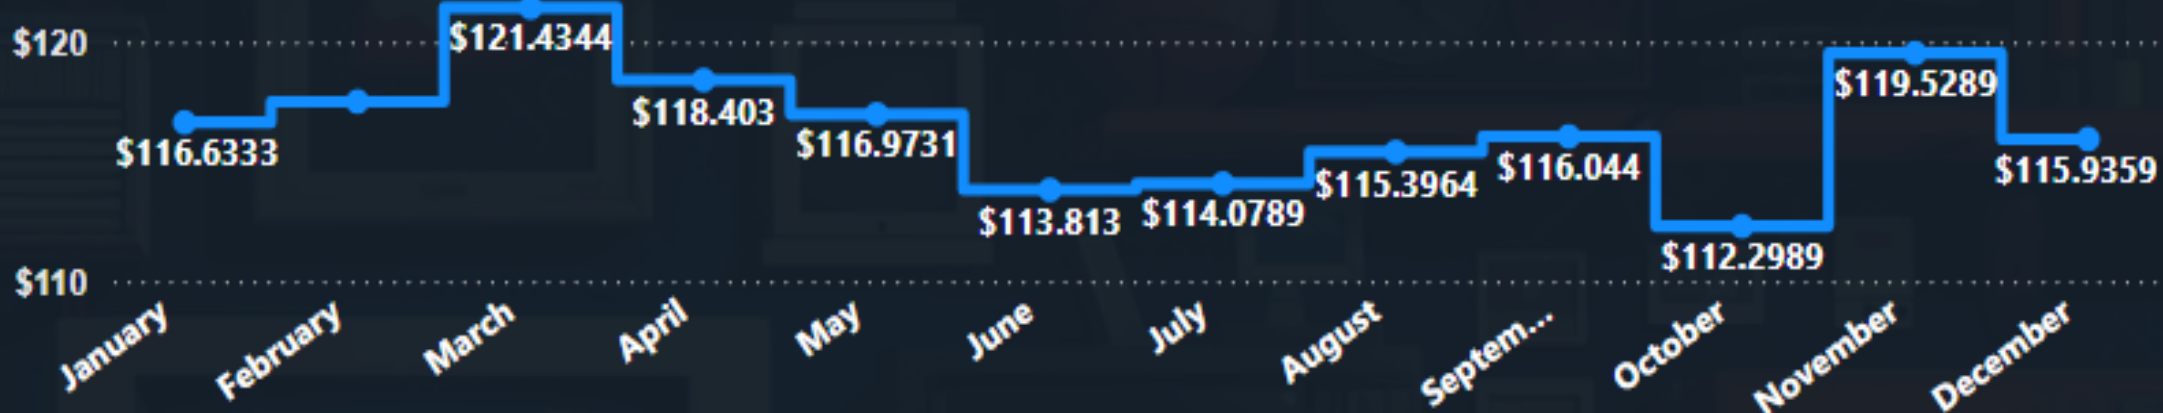 $120
$121.4344
$119.5289
$118.403
$116.6333
$116.9731
$115.3964
$116.044
$115.9359
$113.813
$114.0789
$112.2989
$110
January
February
March
April
May
June
July
August
Septem...
October
November
December